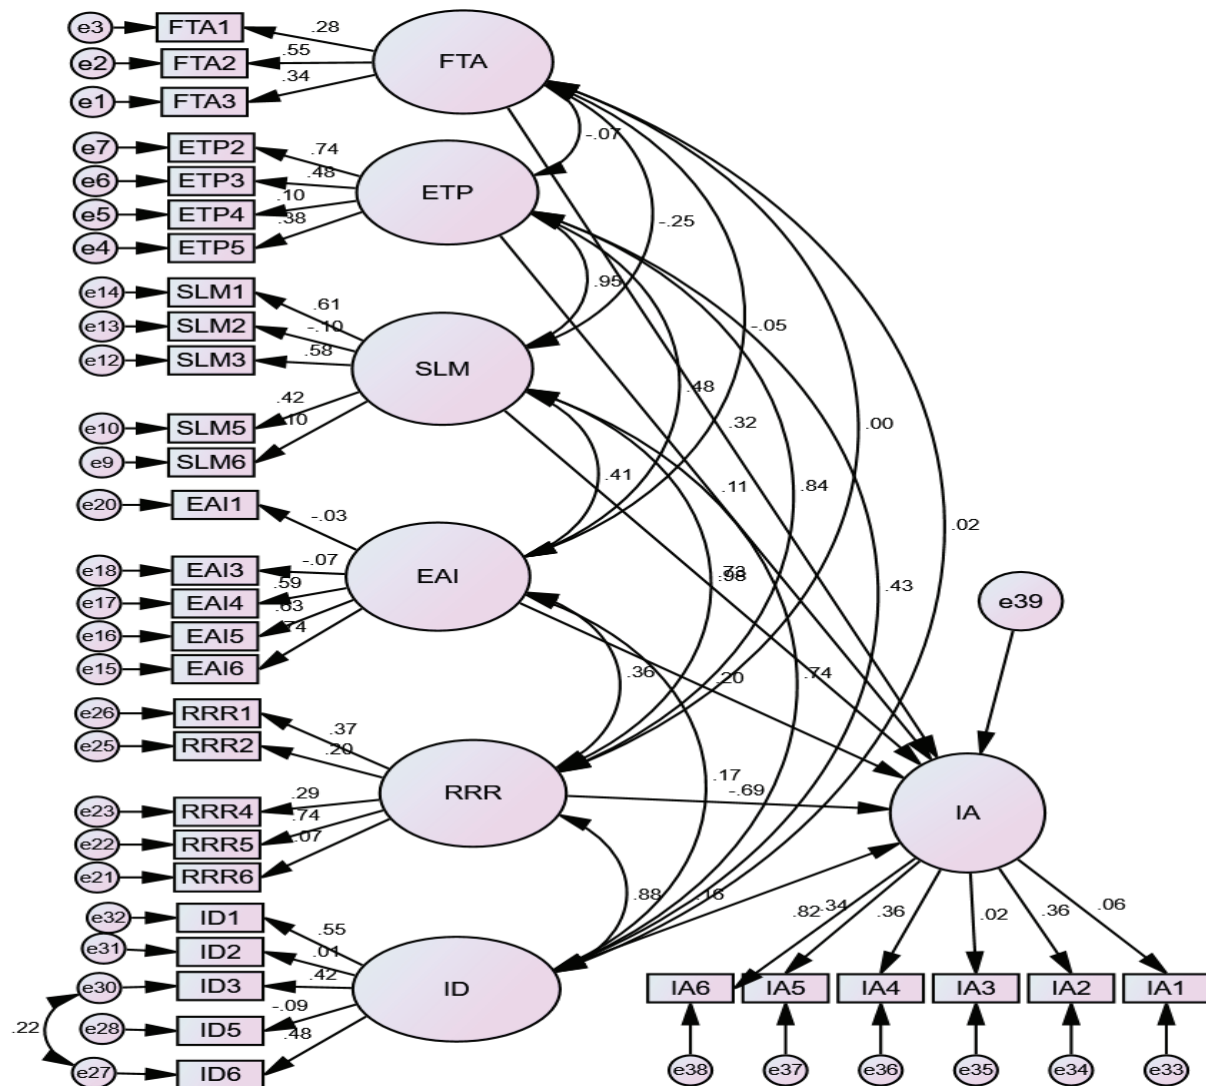 e3 FTA1 .28
e2 FTA2 .55 FTA
e1 FTA3 .34
-.07
e7 ETP2 .74
e6 ETP3 .48 ETP
e5 ETP4 .10
e4 ETP5 .38
-.25
.95
e14 SLM1 .61
e13 SLM2 -.10
e12 SLM3 .58 SLM
-.05
.48
.32
.00
e10 SLM5 .42
e9 SLM6 .10
.41
.11
.84
.02
e20 EAI1 -.03
e18 EAI3 -.07 EAI
e17 EAI4 .59
e16 EAI5 .63
e15 EAI6 .74
.73
.98
.43
e39
.36
.20
.74
e26 RRR1 .37
e25 RRR2 .20
RRR
e23 RRR4 .29
e22 RRR5 .74
e21 RRR6 .07
.17
-.69
IA
.88
.16
e32 ID1 .55
e31 ID2 .01
e30 ID3 .42 ID
e28 ID5 -.09
e27 ID6 .48
.22
.82 .34 .36 .02 .36 .06
IA6 IA5 IA4 IA3 IA2 IA1
e38 e37 e36 e35 e34 e33